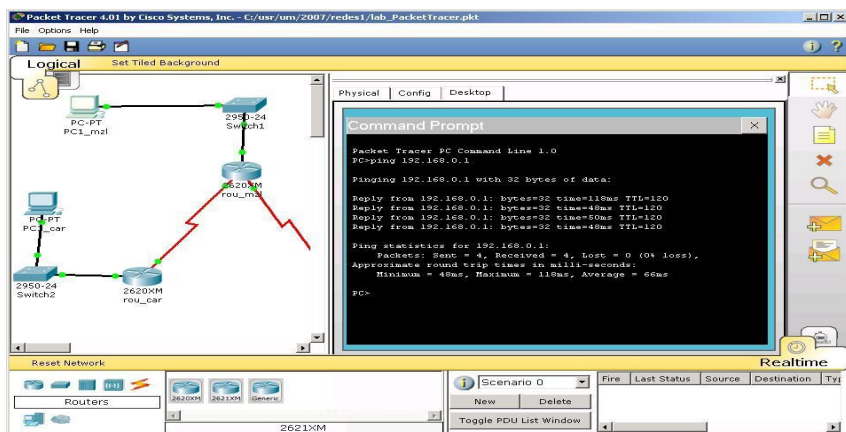 Packet Tracer 4.01 by Cisco Systems, Inc. - C:/usr/um/2007/redes1/lab_PacketTracer.pkt
File Options Help
Logical
Set Tiled Background
PC-PT
PC1_mzl
2950-24
Switch1
2620XM
rou_mzl
PC-PT
2950-24
Switch2
2620XM
rou_car
Physical Config Desktop
Command Prompt
Packet Tracer PC Command Line 1.0
PC>ping 192.168.0.1
Pinging 192.168.0.1 with 32 bytes of data:
Reply from 192.168.0.1: bytes=32 time=118ms TTL=120
Reply from 192.168.0.1: bytes=32 time=48ms TTL=120
Reply from 192.168.0.1: bytes=32 time=50ms TTL=120
Reply from 192.168.0.1: bytes=32 time=48ms TTL=120
Ping statistics for 192.168.0.1:
Packets: Sent = 4, Received = 4, Lost = 0 (0% loss),
Approximate round trip times in milli-seconds:
Minimum = 48ms, Maximum = 118ms, Average = 66ms
PC>
Reset Network
Realtime
Routers
2620XM 2621XM Generic
2621XM
Scenario 0
New Delete
Toggle PDU List Window
Fire Last Status Source Destination Typ